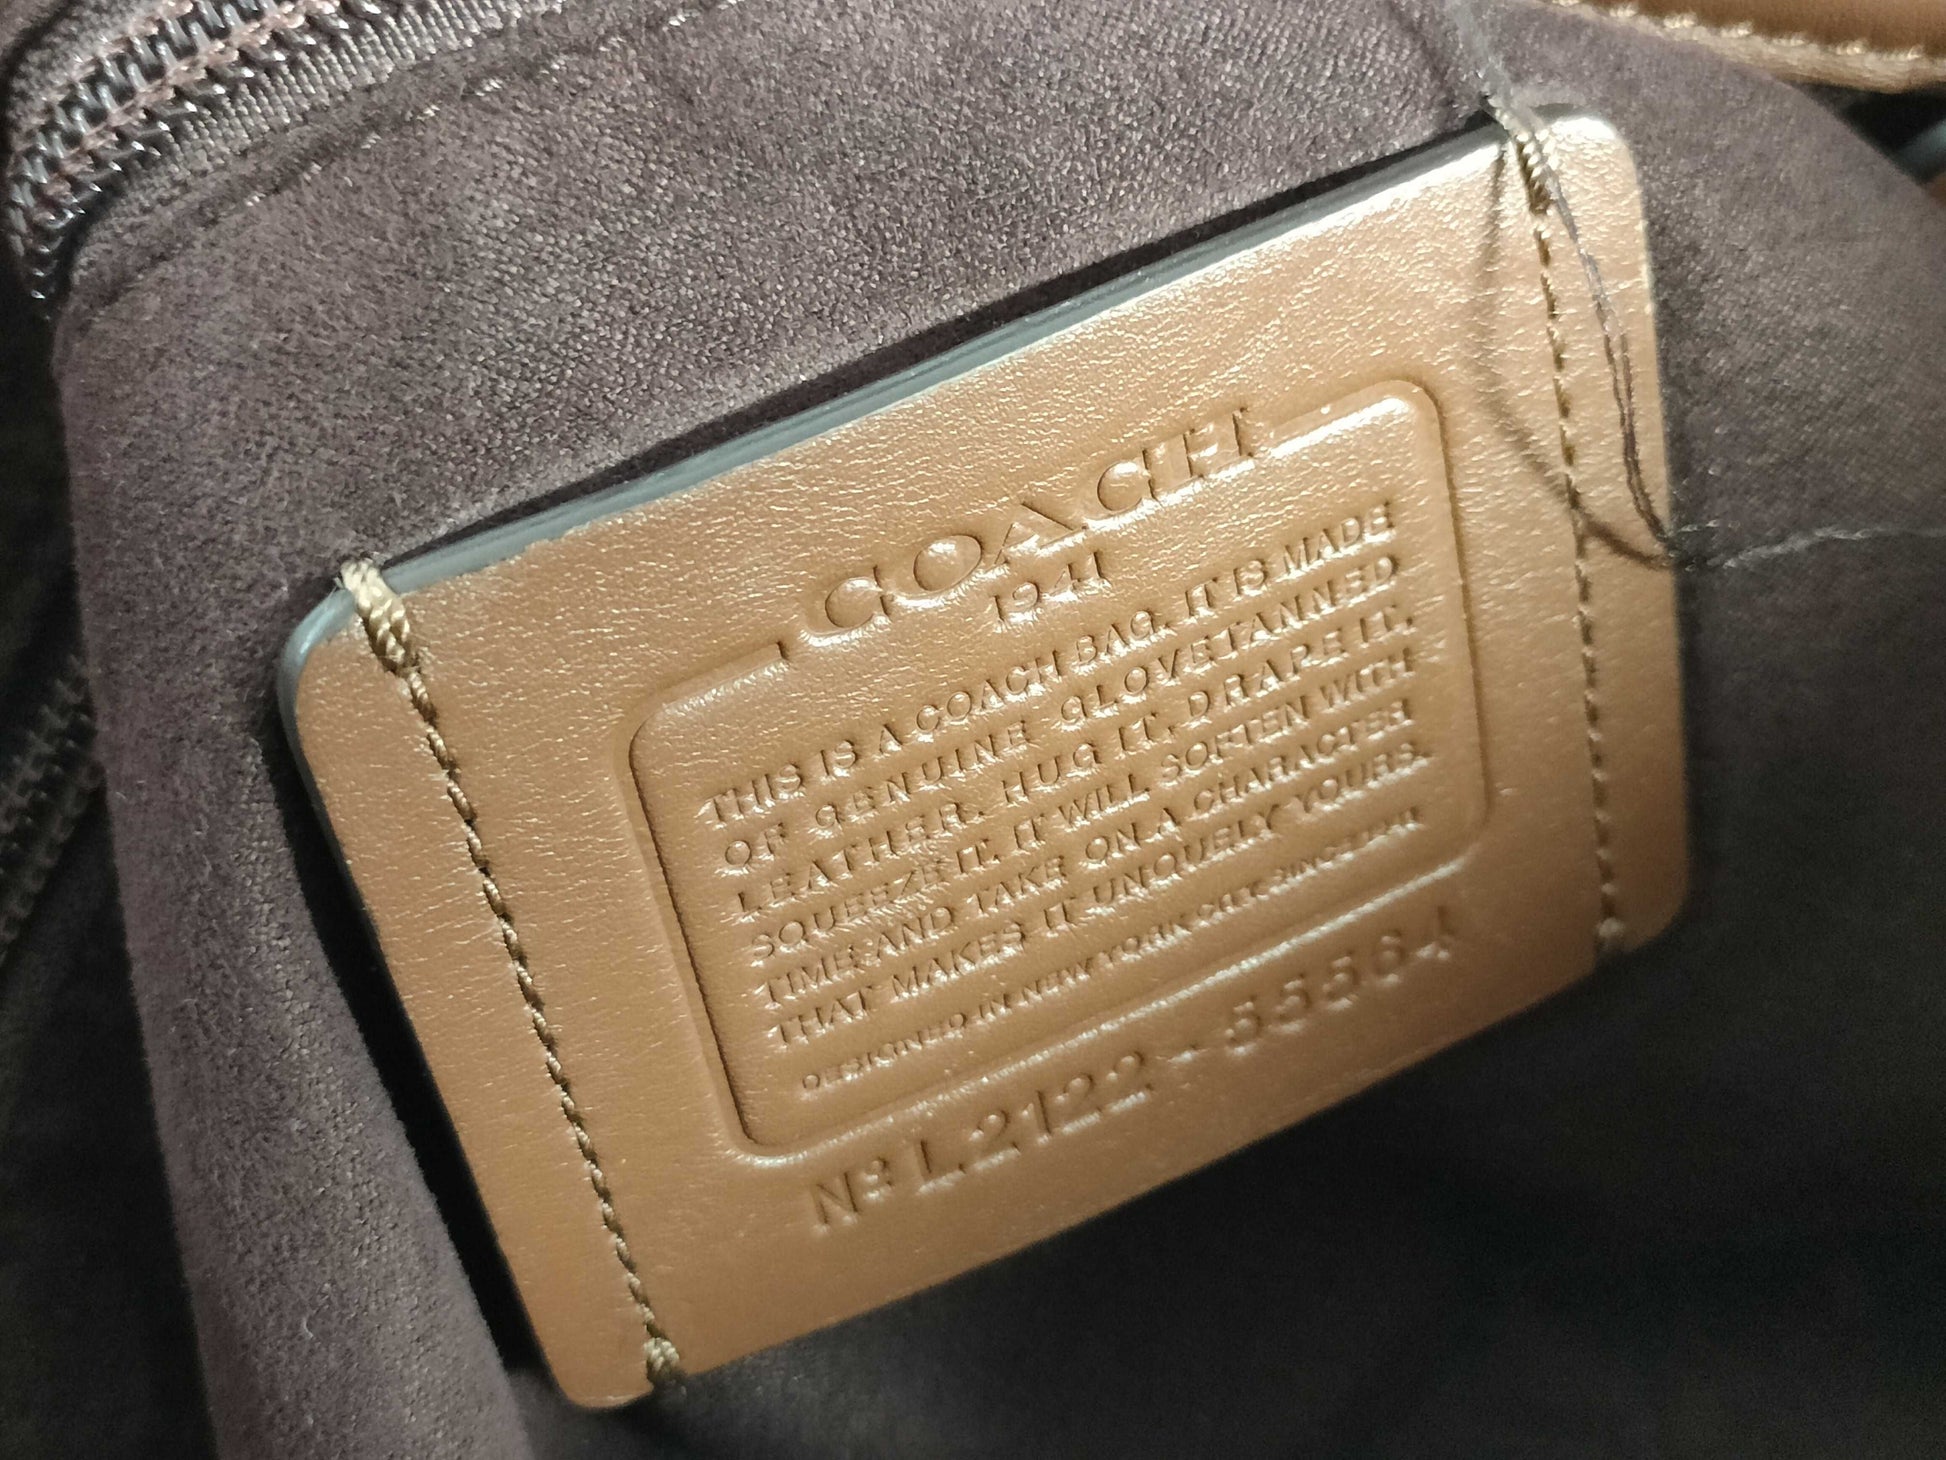 COACH
1941
THIS IS A COACH BAG. IT IS MADE
OF GENUINE GLOVETANNED
LEATHER. HUG IT, DRAPE IT,
SQUEEZE IT. IT WILL SOFTEN WITH
TIME AND TAKE ON A CHARACTER
THAT MAKES IT UNIQUELY YOURS.
DESIGNED IN NEW YORK CITY SINCE 1941
Nº L2122-55564